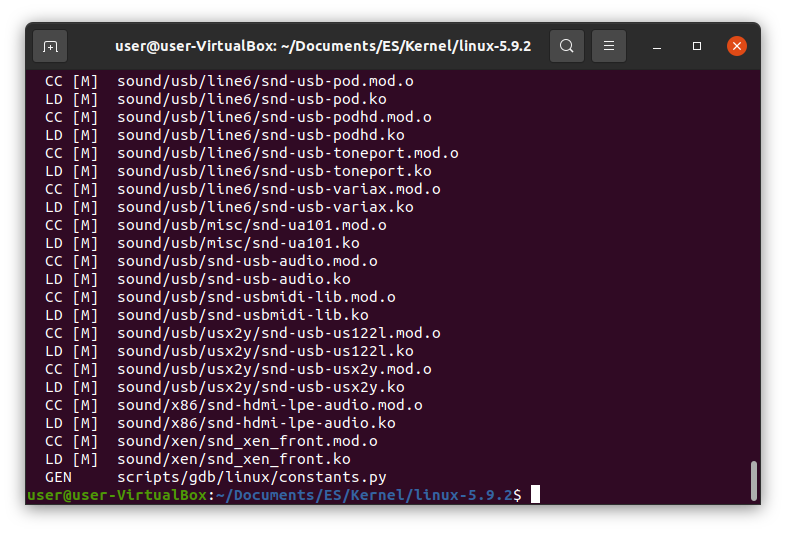 user@user-VirtualBox: ~/Documents/ES/Kernel/linux-5.9.2
CC [M]  sound/usb/line6/snd-usb-pod.mod.o
LD [M]  sound/usb/line6/snd-usb-pod.ko
CC [M]  sound/usb/line6/snd-usb-podhd.mod.o
LD [M]  sound/usb/line6/snd-usb-podhd.ko
CC [M]  sound/usb/line6/snd-usb-toneport.mod.o
LD [M]  sound/usb/line6/snd-usb-toneport.ko
CC [M]  sound/usb/line6/snd-usb-variax.mod.o
LD [M]  sound/usb/line6/snd-usb-variax.ko
CC [M]  sound/usb/misc/snd-ua101.mod.o
LD [M]  sound/usb/misc/snd-ua101.ko
CC [M]  sound/usb/snd-usb-audio.mod.o
LD [M]  sound/usb/snd-usb-audio.ko
CC [M]  sound/usb/snd-usbmidi-lib.mod.o
LD [M]  sound/usb/snd-usbmidi-lib.ko
CC [M]  sound/usb/usx2y/snd-usb-us122l.mod.o
LD [M]  sound/usb/usx2y/snd-usb-us122l.ko
CC [M]  sound/usb/usx2y/snd-usb-usx2y.mod.o
LD [M]  sound/usb/usx2y/snd-usb-usx2y.ko
CC [M]  sound/x86/snd-hdmi-lpe-audio.mod.o
LD [M]  sound/x86/snd-hdmi-lpe-audio.ko
CC [M]  sound/xen/snd_xen_front.mod.o
LD [M]  sound/xen/snd_xen_front.ko
GEN     scripts/gdb/linux/constants.py
user@user-VirtualBox:~/Documents/ES/Kernel/linux-5.9.2$